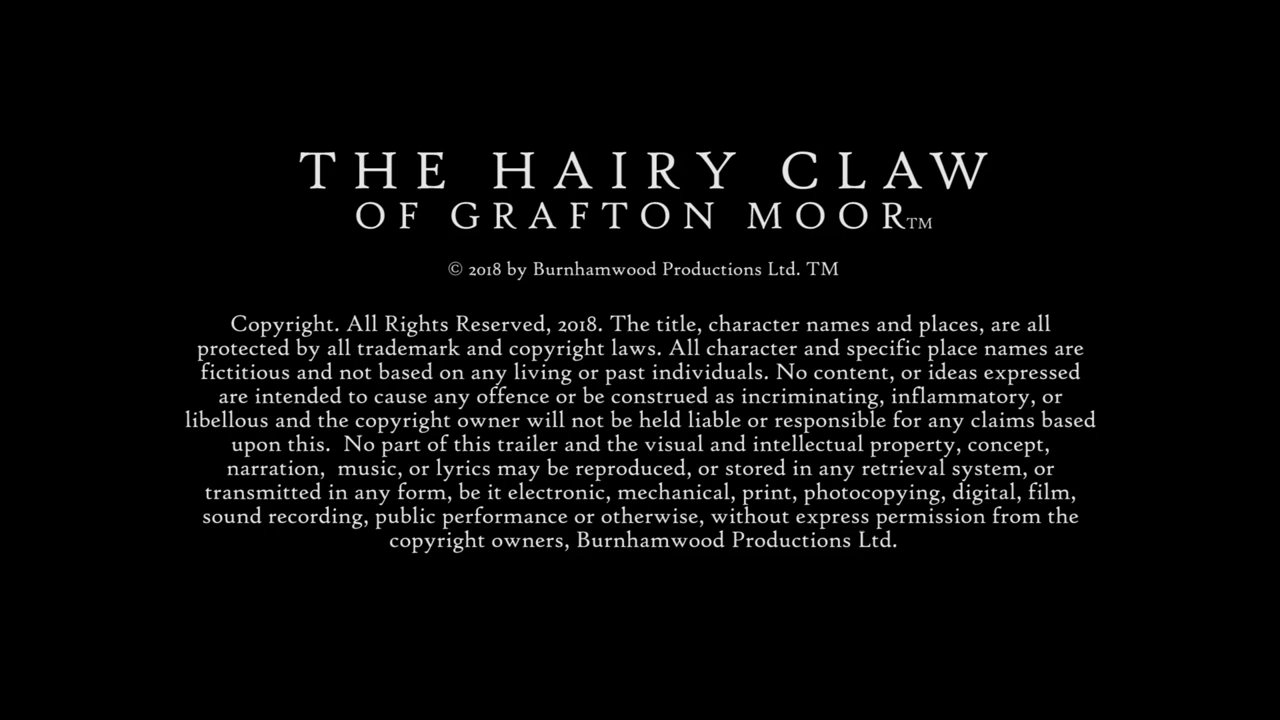 THE HAIRY CLAW
OF GRAFTON MOOR™
© 2018 by Burnhamwood Productions Ltd. TM
Copyright. All Rights Reserved, 2018. The title, character names and places, are all
protected by all trademark and copyright laws. All character and specific place names are
fictitious and not based on any living or past individuals. No content, or ideas expressed
are intended to cause any offence or be construed as incriminating, inflammatory, or
libellous and the copyright owner will not be held liable or responsible for any claims based
upon this.  No part of this trailer and the visual and intellectual property, concept,
narration,  music, or lyrics may be reproduced, or stored in any retrieval system, or
transmitted in any form, be it electronic, mechanical, print, photocopying, digital, film,
sound recording, public performance or otherwise, without express permission from the
copyright owners, Burnhamwood Productions Ltd.